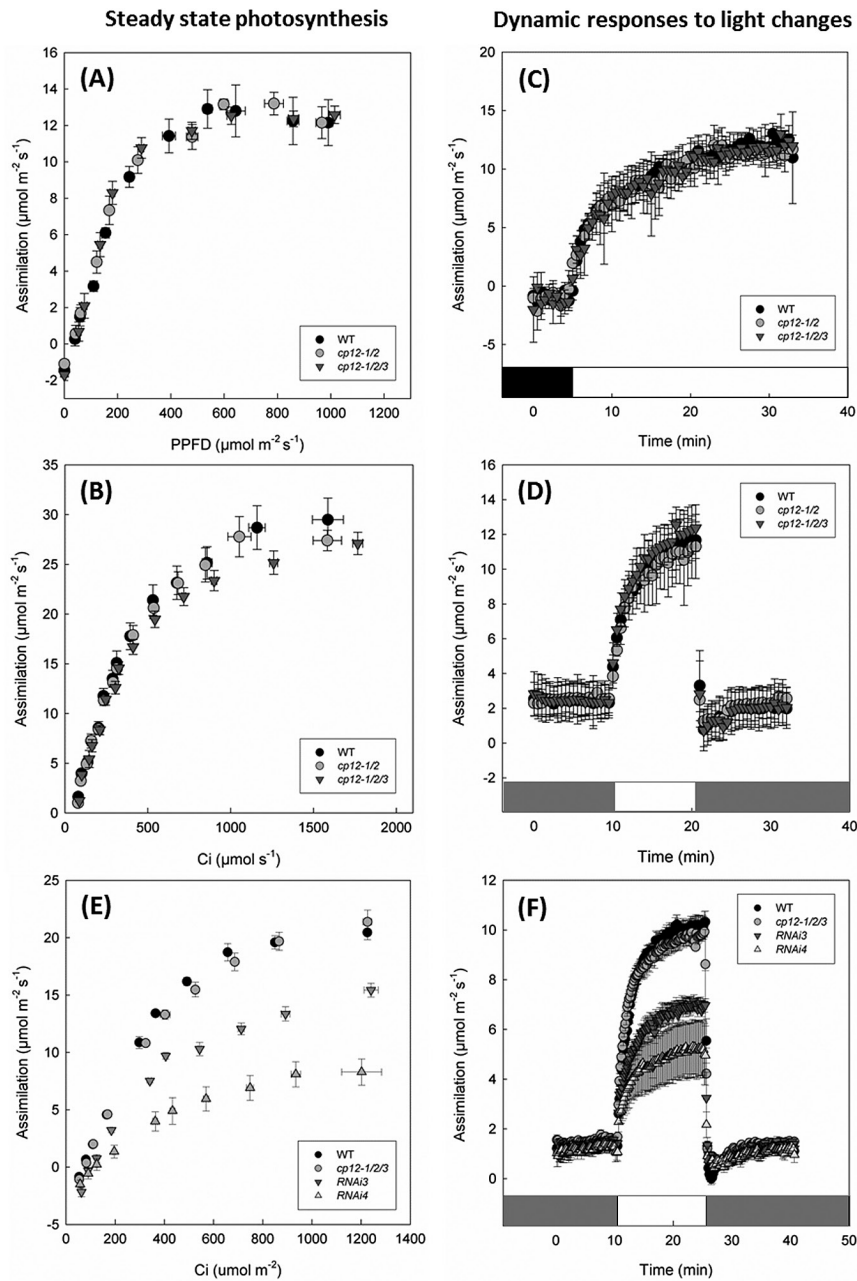 Steady state photosynthesis
Dynamic responses to light changes
(A)
16
14
12
10
8
6
4
2
0
-2
Assimilation (µmol m-2 s-1)
0 200 400 600 800 1000 1200
PPFD (µmol m-2 s-1)
WT
cp12-1/2
cp12-1/2/3
(C)
20
15
10
5
0
-5
Assimilation (µmol m-2 s-1)
0 10 20 30 40
Time (min)
WT
cp12-1/2
cp12-1/2/3
(B)
35
30
25
20
15
10
5
0
Assimilation (µmol m-2 s-1)
0 500 1000 1500 2000
Ci (µmol s-1)
WT
cp12-1/2
cp12-1/2/3
(D)
16
14
12
10
8
6
4
2
0
-2
Assimilation (µmol m-2 s-1)
0 10 20 30 40
Time (min)
WT
cp12-1/2
cp12-1/2/3
(E)
25
20
15
10
5
0
-5
Assimilation (µmol m-2 s-1)
0 200 400 600 800 1000 1200 1400
Ci (umol m-2)
WT
cp12-1/2/3
RNAi3
RNAi4
(F)
12
10
8
6
4
2
0
Assimilation (µmol m-2 s-1)
0 10 20 30 40 50
Time (min)
WT
cp12-1/2/3
RNAi3
RNAi4